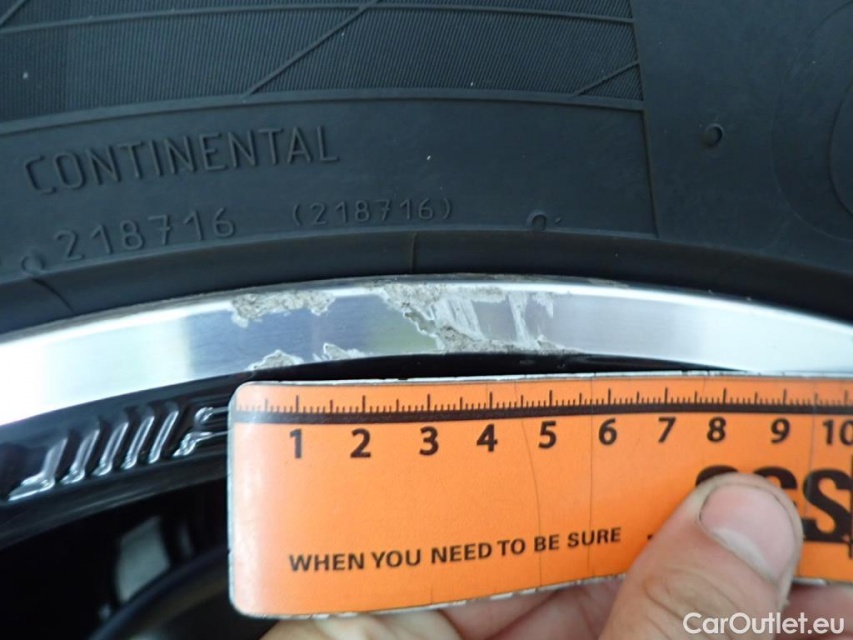 CONTINENTAL
218716 (218716)
1 2 3 4 5 6 7 8 9 10
WHEN YOU NEED TO BE SURE
CarOutlet.eu